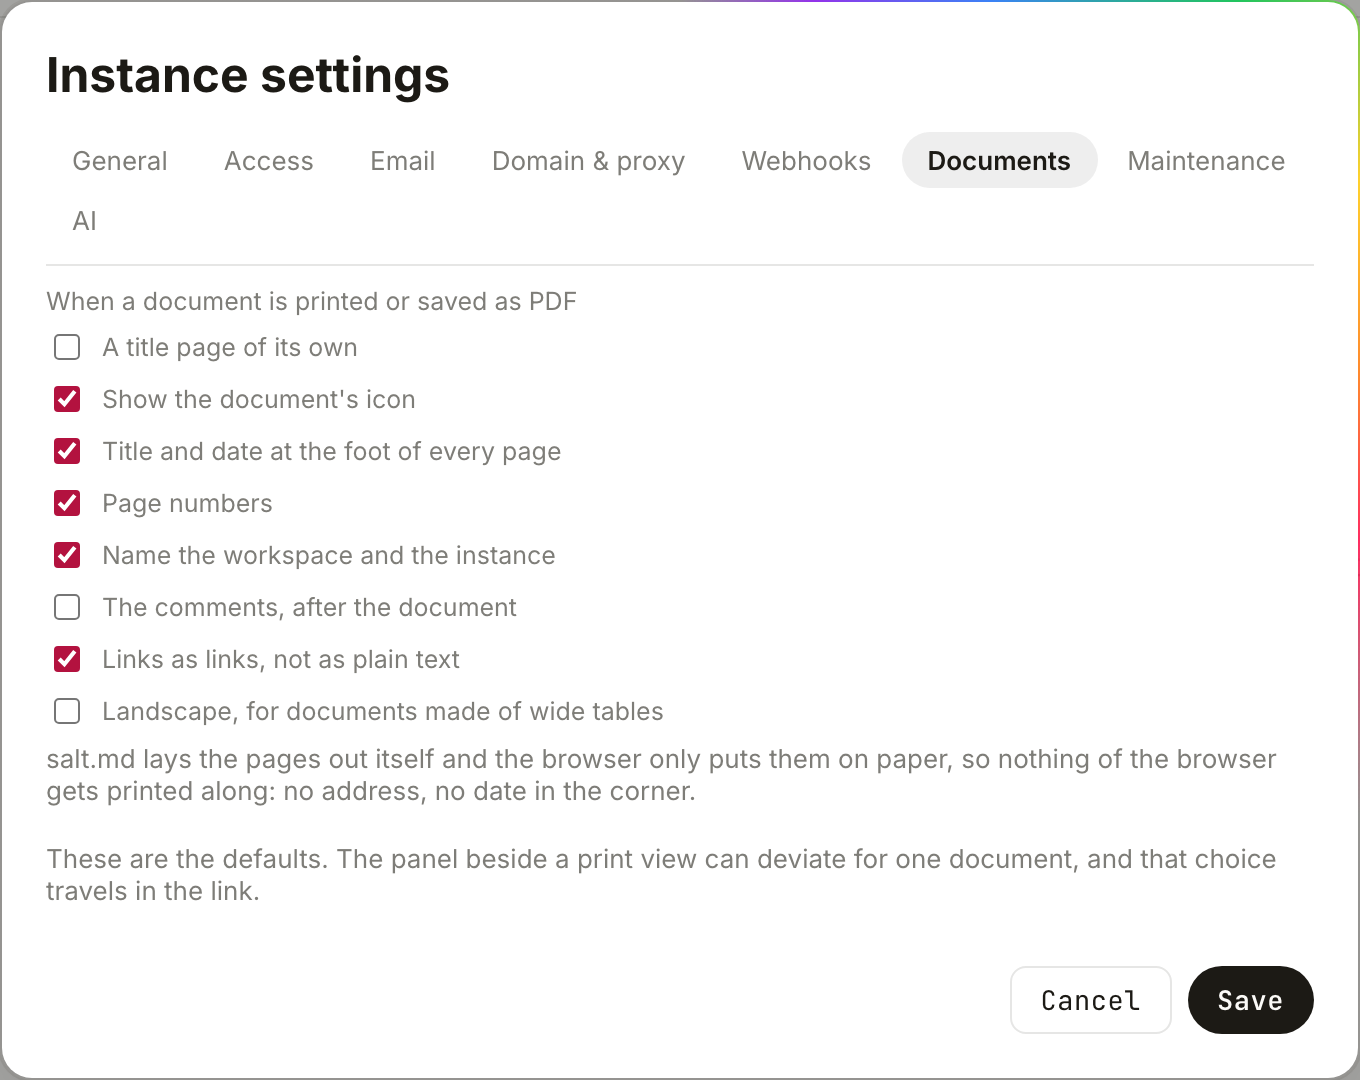 Instance settings
General Access Email Domain & proxy Webhooks Documents Maintenance
AI
When a document is printed or saved as PDF
A title page of its own
Show the document's icon
Title and date at the foot of every page
Page numbers
Name the workspace and the instance
The comments, after the document
Links as links, not as plain text
Landscape, for documents made of wide tables
salt.md lays the pages out itself and the browser only puts them on paper, so nothing of the browser
gets printed along: no address, no date in the corner.
These are the defaults. The panel beside a print view can deviate for one document, and that choice
travels in the link.
Cancel Save